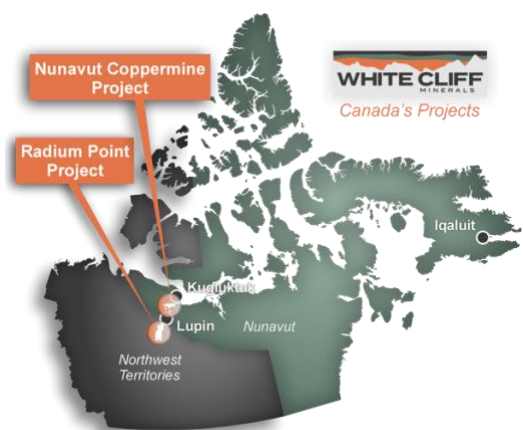 Nunavut Coppermine
Project
WHITE CLIFF
MINERALS
Canada's Projects
Radium Point
Project
Iqaluit
Kugluktuk
Lupin
Nunavut
Northwest
Territories